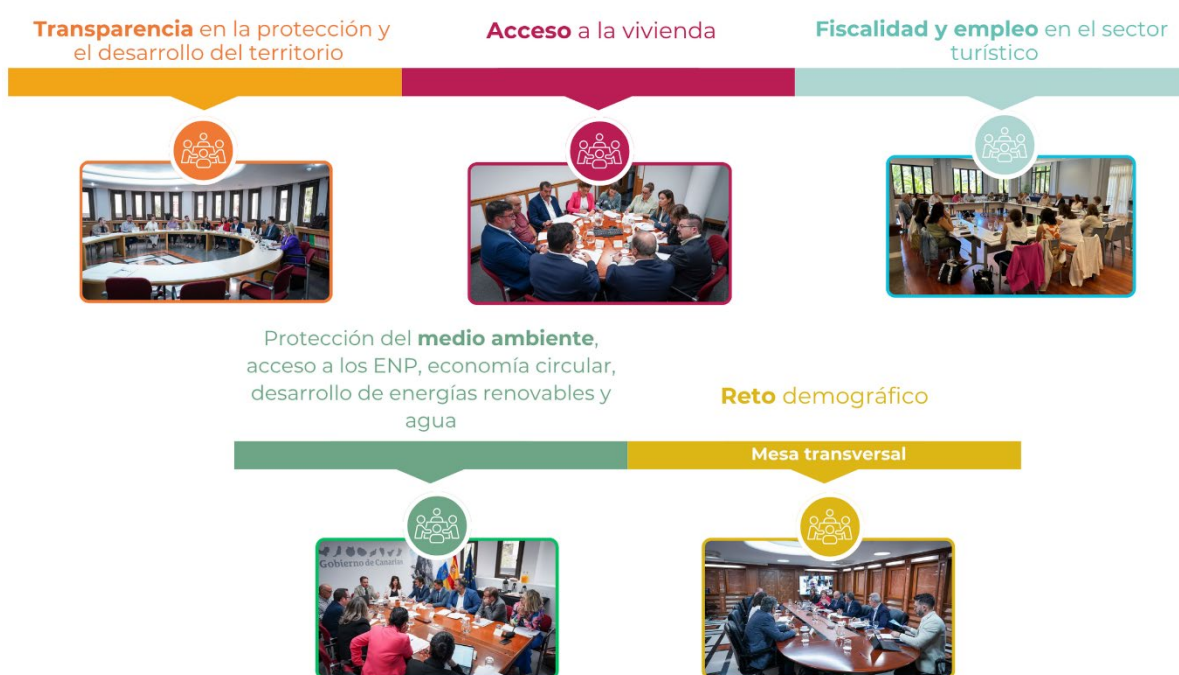 Transparencia en la protección y
el desarrollo del territorio
Acceso a la vivienda
Fiscalidad y empleo en el sector
turístico
Protección del medio ambiente,
acceso a los ENP, economía circular,
desarrollo de energías renovables y
agua
Reto demográfico
Mesa transversal
Gobierno de Canarias